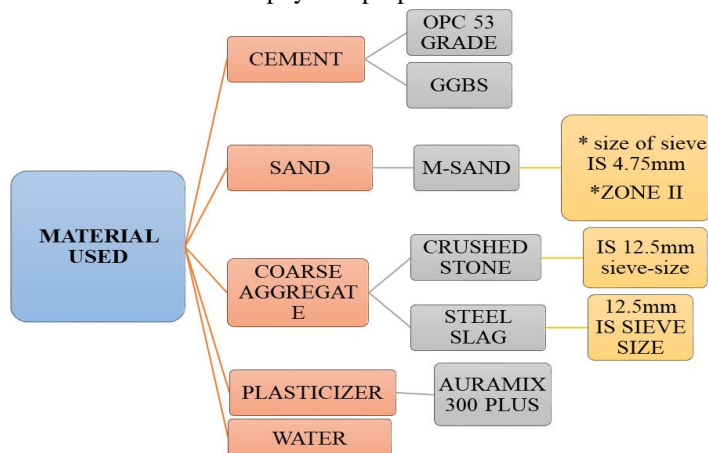 OPC 53
GRADE
CEMENT
GGBS
* size of sieve
IS 4.75mm
*ZONE II
SAND
M-SAND
MATERIAL
USED
CRUSHED
STONE
IS 12.5mm
sieve-size
COARSE
AGGREGAT
E
STEEL
SLAG
12.5mm
IS SIEVE
SIZE
PLASTICIZER
AURAMIX
300 PLUS
WATER